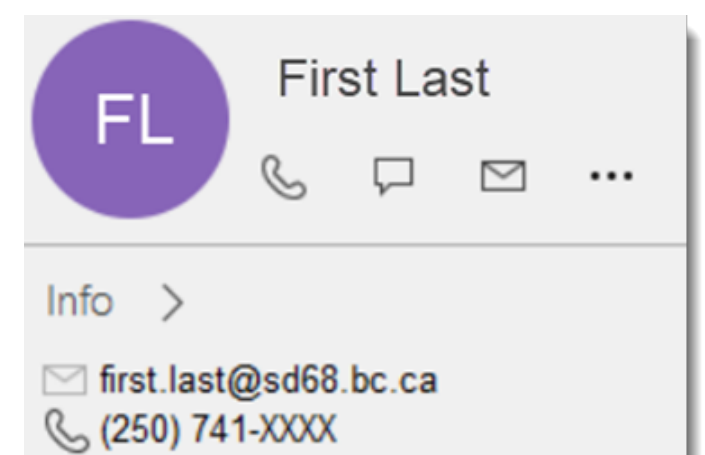 FL
First Last
Info
first.last@sd68.bc.ca
(250) 741-XXXX